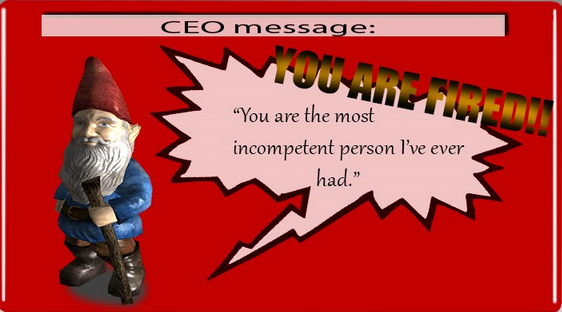 CEO message:
YOU ARE FIRED!!
“You are the most
incompetent person I’ve ever
had.”